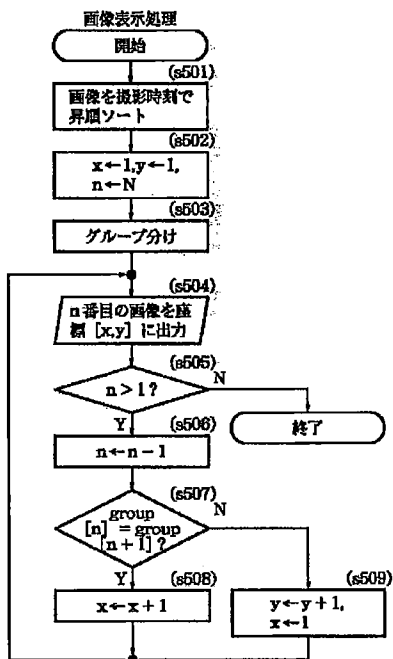 画像表示処理
開始
(s501)
画像を撮影時刻で
昇順ソート
(s502)
x←1,y←1,
n←N
(s503)
グループ分け
(s504)
n番目の画像を座
標 [x,y] に出力
(s505)
n>1?
N
終了
Y
(s506)
n←n−1
(s507)
group
[n] =group
[n+1]?
N
Y
(s508)
x←x+1
(s509)
y←y+1,
x←1